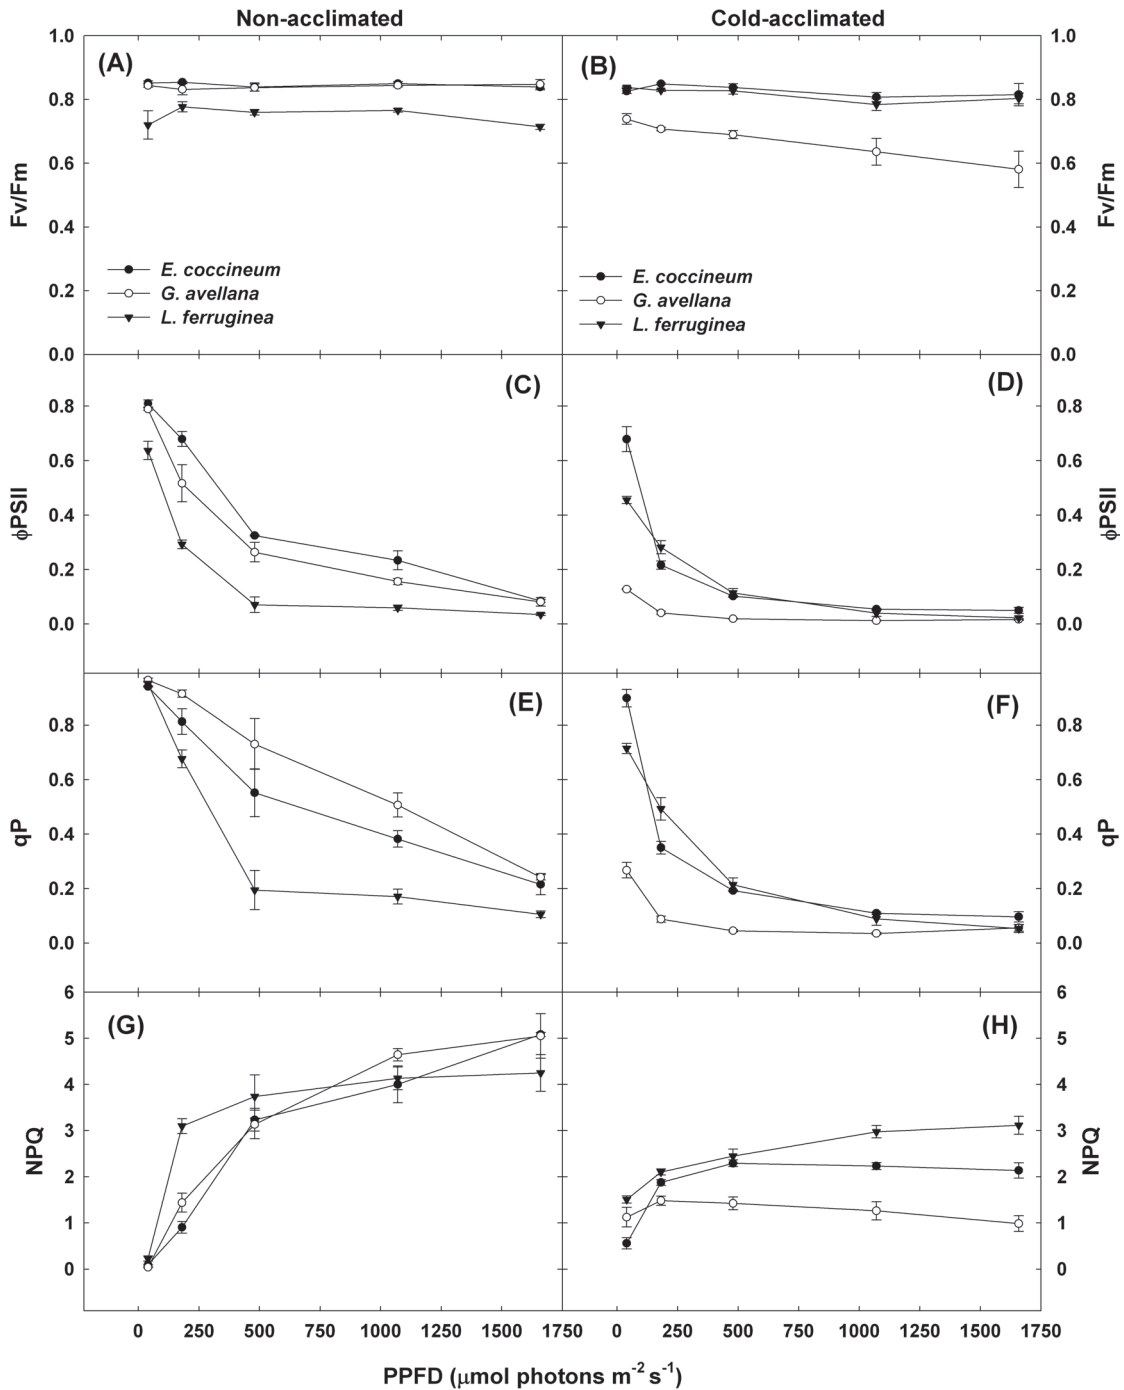 Non-acclimated
Cold-acclimated
1.0
0.8
0.6
0.4
0.2
0.0
Fv/Fm
(A)
E. coccineum
G. avellana
L. ferruginea
(B)
E. coccineum
G. avellana
L. ferruginea
1.0
0.8
0.6
0.4
0.2
0.0
Fv/Fm
0.8
0.6
0.4
0.2
0.0
ϕPSII
(C)
(D)
0.8
0.6
0.4
0.2
0.0
ϕPSII
0.8
0.6
0.4
0.2
0.0
qP
(E)
(F)
0.8
0.6
0.4
0.2
0.0
qP
6
5
4
3
2
1
0
NPQ
(G)
(H)
6
5
4
3
2
1
0
NPQ
0 250 500 750 1000 1250 1500 1750
0 250 500 750 1000 1250 1500 1750
PPFD (μmol photons m⁻² s⁻¹)